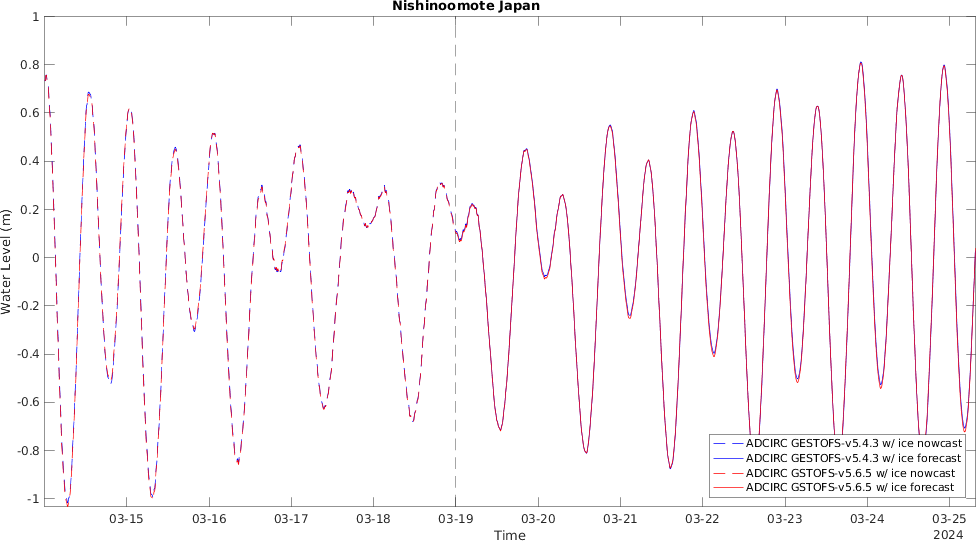 Nishinoomote Japan
1
0.8
0.6
0.4
0.2
0
-0.2
-0.4
-0.6
-0.8
-1
Water Level (m)
ADCIRC GESTOFS-v5.4.3 w/ ice nowcast
ADCIRC GESTOFS-v5.4.3 w/ ice forecast
ADCIRC GSTOFS-v5.6.5 w/ ice nowcast
ADCIRC GSTOFS-v5.6.5 w/ ice forecast
03-15 03-16 03-17 03-18 03-19 03-20 03-21 03-22 03-23 03-24 03-25
Time
2024